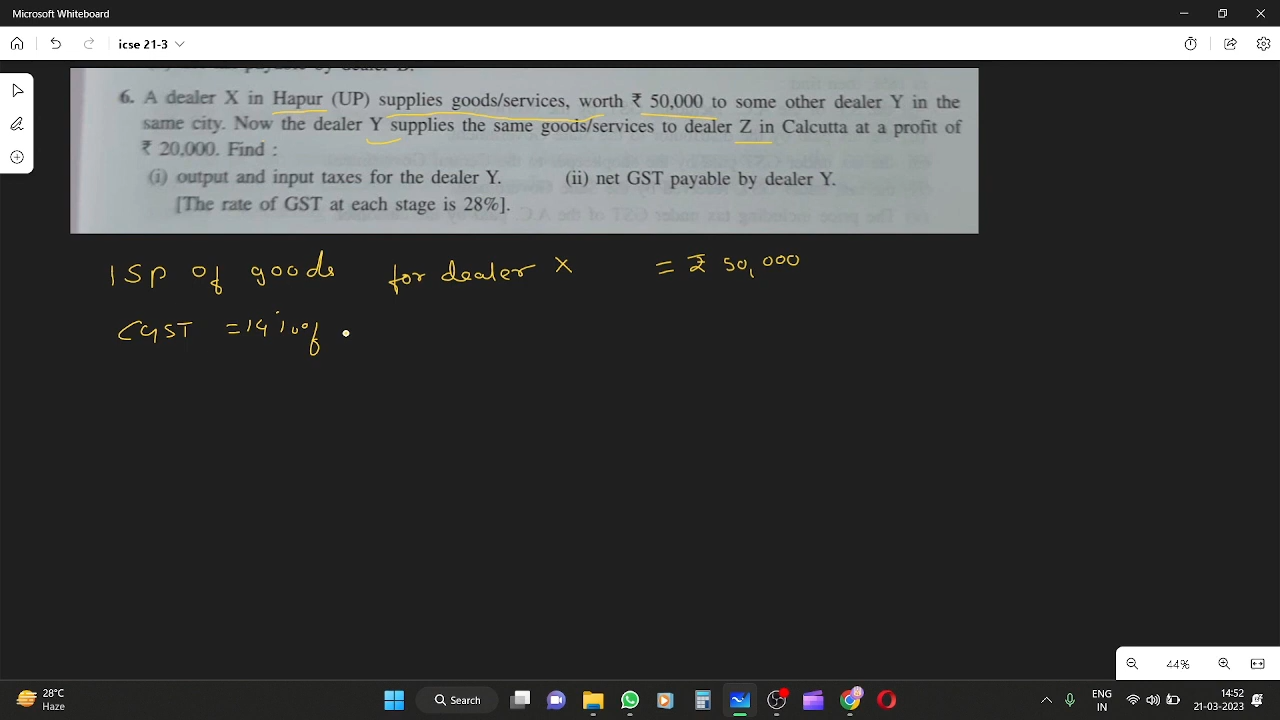 Microsoft Whiteboard
icse 21-3
6. A dealer X in Hapur (UP) supplies goods/services, worth ₹ 50,000 to some other dealer Y in the
same city. Now the dealer Y supplies the same goods/services to dealer Z in Calcutta at a profit of
₹ 20,000. Find :
(i) output and input taxes for the dealer Y. (ii) net GST payable by dealer Y.
[The rate of GST at each stage is 28%].
SP of goods for dealer X = ₹ 50,000
CGST = 14% of
44%
28°C
Haze
Search
ENG
IN
14:52
21-03-2023